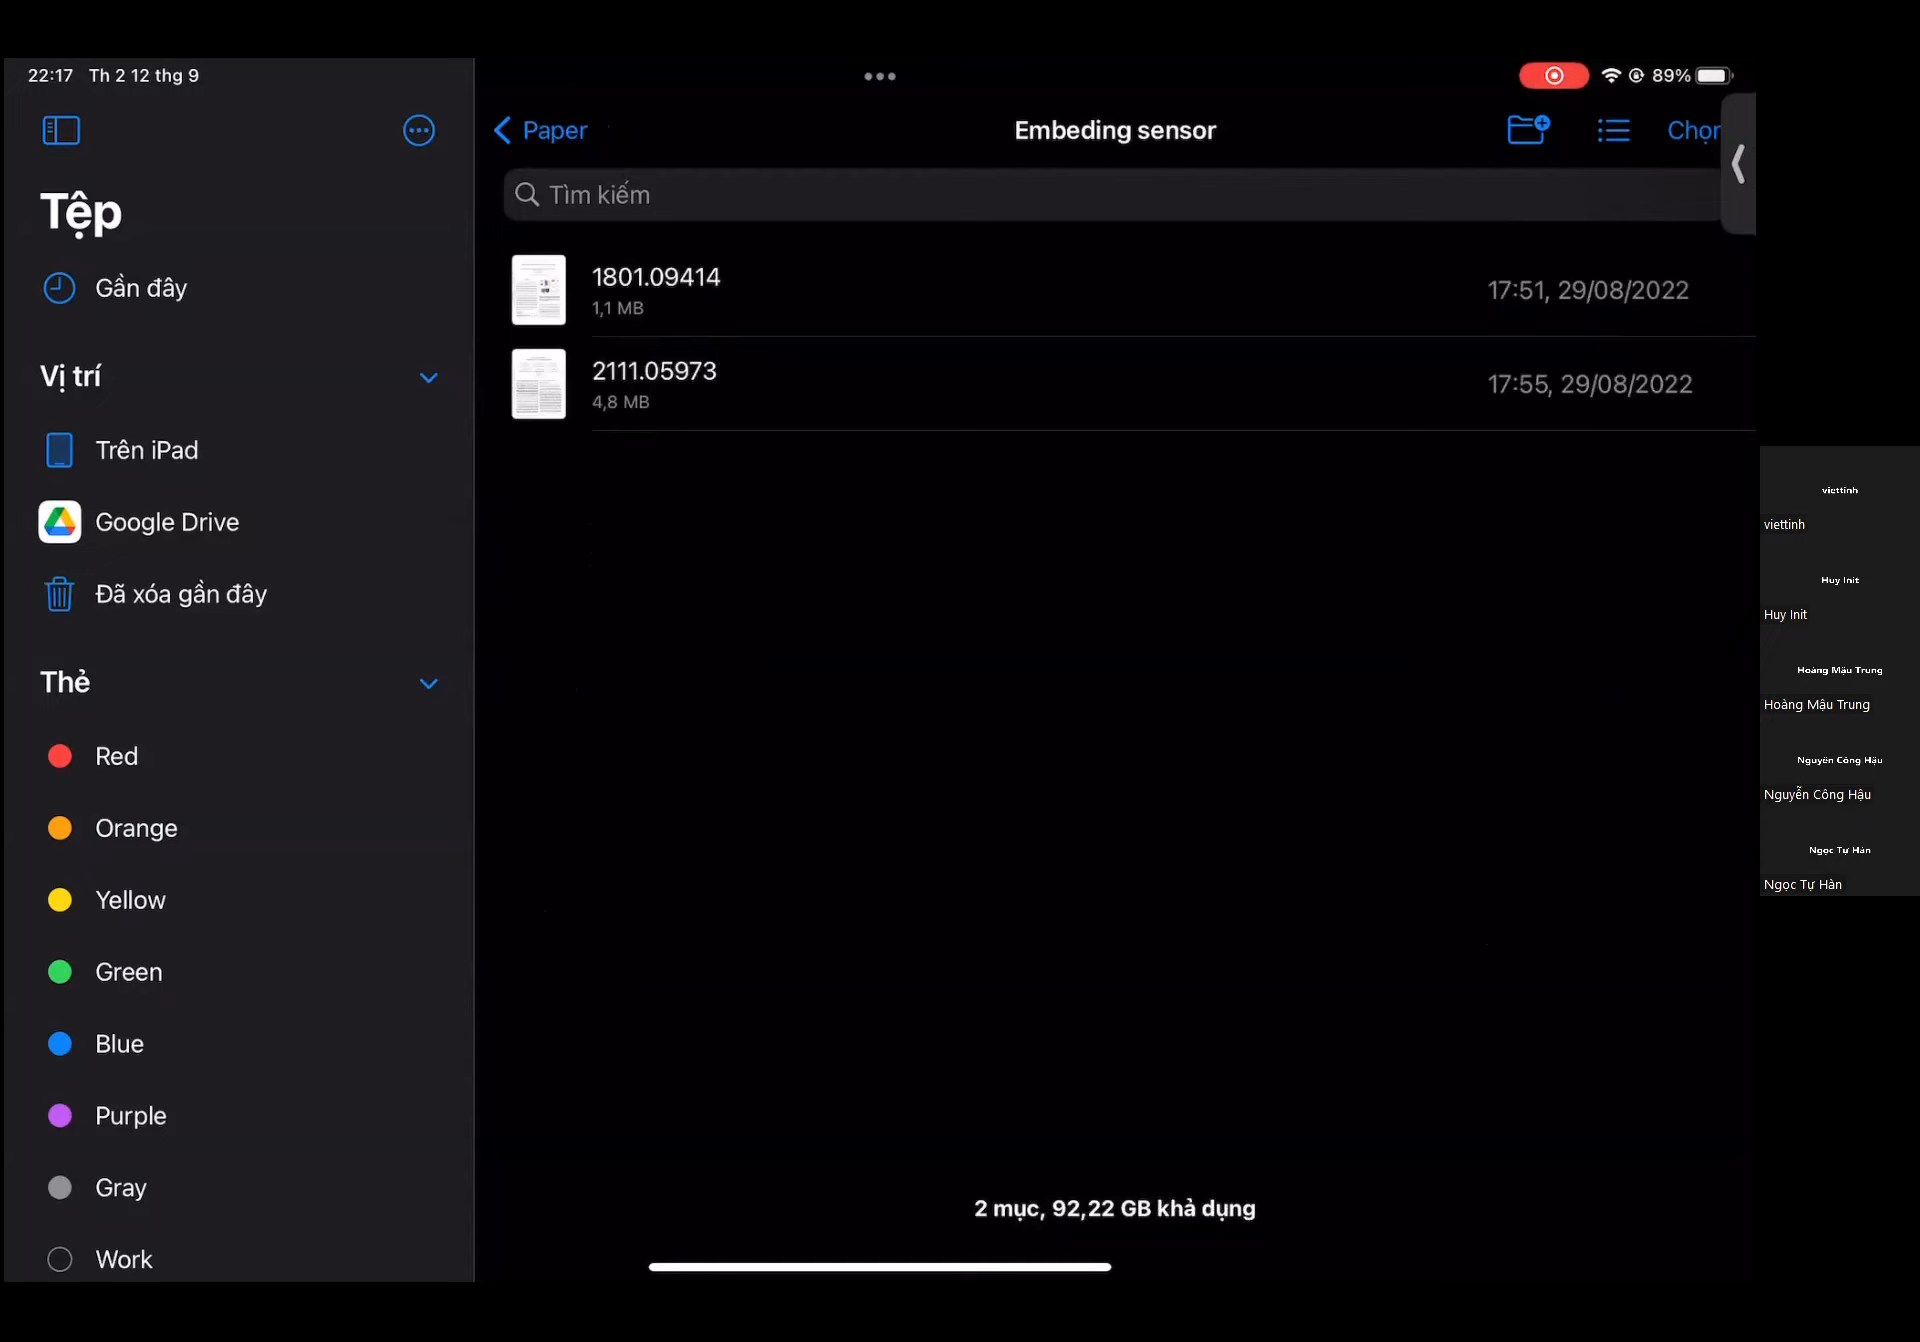 22:17 Th 2 12 thg 9
89%
Tệp
Gần đây
Vị trí
Trên iPad
Google Drive
Đã xóa gần đây
Thẻ
Red
Orange
Yellow
Green
Blue
Purple
Gray
Work
Paper
Embeding sensor
Chọn
Tìm kiếm
1801.09414
1,1 MB
17:51, 29/08/2022
2111.05973
4,8 MB
17:55, 29/08/2022
2 mục, 92,22 GB khả dụng
viettinh
viettinh
Huy Init
Huy Init
Hoàng Mậu Trung
Hoàng Mậu Trung
Nguyễn Công Hậu
Nguyễn Công Hậu
Ngọc Tự Hàn
Ngọc Tự Hàn